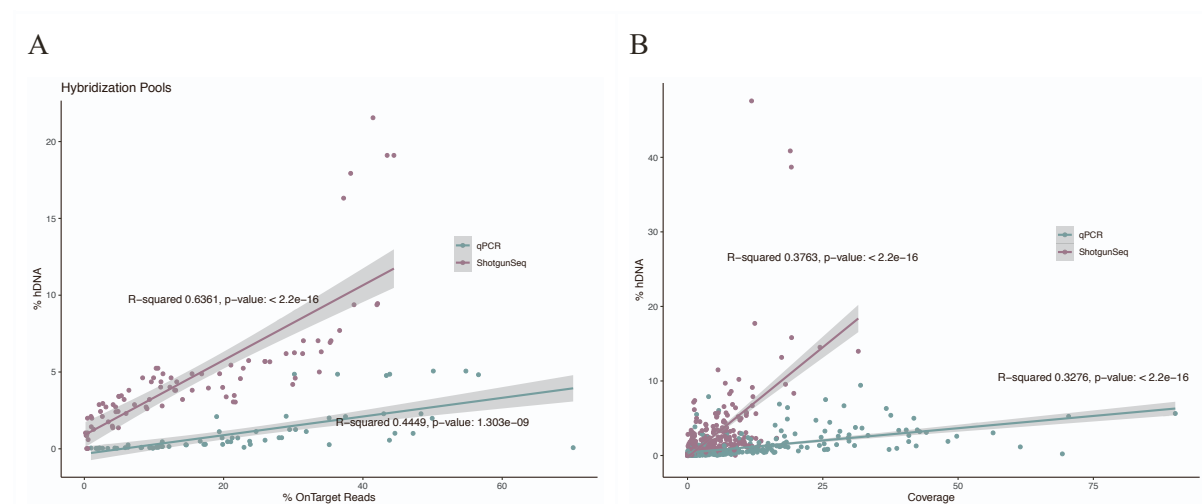 A
Hybridization Pools
% hDNA
20
15
10
5
0
qPCR
ShotgunSeq
R-squared 0.6361, p-value: < 2.2e-16
R-squared 0.4449, p-value: 1.303e-09
0
20
40
60
% OnTarget Reads
B
% hDNA
40
30
20
10
0
qPCR
ShotgunSeq
R-squared 0.3763, p-value: < 2.2e-16
R-squared 0.3276, p-value: < 2.2e-16
0
25
50
75
Coverage